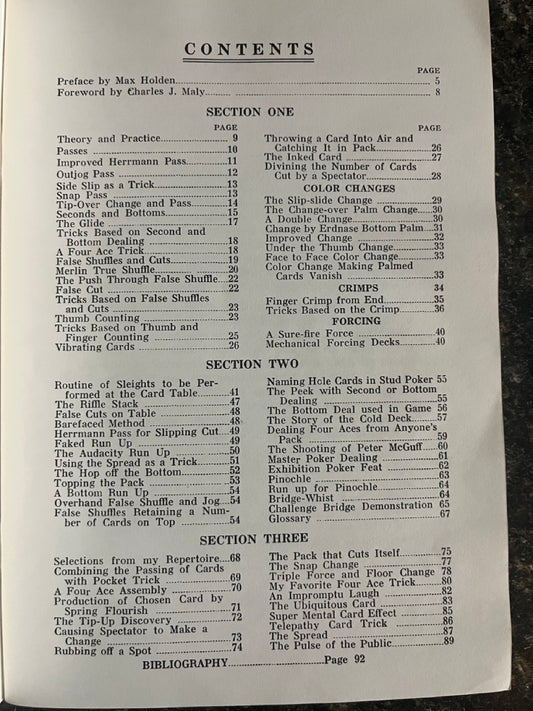 CONTENTS
PAGE
Preface by Max Holden 5
Foreword by Charles J. Maly 8
SECTION ONE
PAGE
Theory and Practice 9
Passes 10
Improved Herrmann Pass 11
Outjog Pass 12
Side Slip as a Trick 13
Snap Pass 13
Tip-Over Change and Pass 14
Seconds and Bottoms 15
The Glide 17
Tricks Based on Second and
Bottom Dealing 18
A Four Ace Trick 18
False Shuffles and Cuts 19
Merlin True Shuffle 20
The Push Through False Shuffle 22
False Cut 22
Tricks Based on False Shuffles
and Cuts 23
Thumb Counting 23
Tricks Based on Thumb and
Finger Counting 25
Vibrating Cards 26
PAGE
Throwing a Card Into Air and
Catching It in Pack 26
The Inked Card 27
Divining the Number of Cards
Cut by a Spectator 28
COLOR CHANGES
The Slip-slide Change 29
The Change-over Palm Change 30
A Double Change 30
Change by Erdnase Bottom Palm 31
Improved Change 32
Under the Thumb Change 33
Face to Face Color Change 33
Color Change Making Palmed
Cards Vanish 33
CRIMPS 34
Finger Crimp from End 35
Tricks Based on the Crimp 36
FORCING
A Sure-fire Force 40
Mechanical Forcing Decks 40
SECTION TWO
Routine of Sleights to be Per-
formed at the Card Table 41
The Riffle Stack 47
False Cuts on Table 48
Barefaced Method 48
Herrmann Pass for Slipping Cut 49
Faked Run Up 49
The Audacity Run Up 50
Using the Spread as a Trick 51
The Hop off the Bottom 52
Topping the Pack 53
A Bottom Run Up 54
Overhand False Shuffle and Jog 54
False Shuffles Retaining a Num-
ber of Cards on Top 54
Naming Hole Cards in Stud Poker 55
The Peek with Second or Bottom
Dealing 55
The Bottom Deal used in Game 56
The Story of the Cold Deck 57
Dealing Four Aces from Anyone's
Pack 59
The Shooting of Peter McGuff 60
Master Poker Dealing 61
Exhibition Poker Feat 62
Pinochle 63
Run up for Pinochle 64
Bridge-Whist 64
Challenge Bridge Demonstration 65
Glossary 67
SECTION THREE
Selections from my Repertoire 68
Combining the Passing of Cards
with Pocket Trick 69
A Four Ace Assembly 70
Production of Chosen Card by
Spring Flourish 71
The Tip-Up Discovery 72
Causing Spectator to Make a
Change 73
Rubbing off a Spot 74
The Pack that Cuts Itself 75
The Snap Change 77
Triple Force and Floor Change 78
My Favorite Four Ace Trick 80
An Impromptu Laugh 82
The Ubiquitous Card 83
Super Mental Card Effect 85
Telepathy Card Trick 86
The Spread 87
The Pulse of the Public 89
BIBLIOGRAPHY Page 92